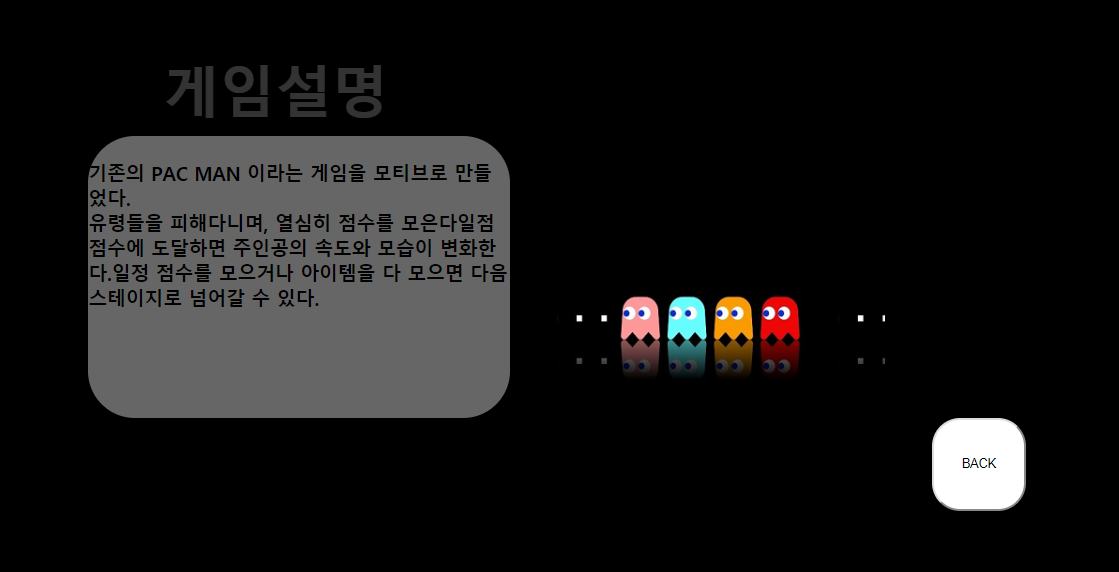 게임설명
기존의 PAC MAN 이라는 게임을 모티브로 만들
었다.
유령들을 피해다니며, 열심히 점수를 모은다일점
점수에 도달하면 주인공의 속도와 모습이 변화한
다.일정 점수를 모으거나 아이템을 다 모으면 다음
스테이지로 넘어갈 수 있다.
BACK